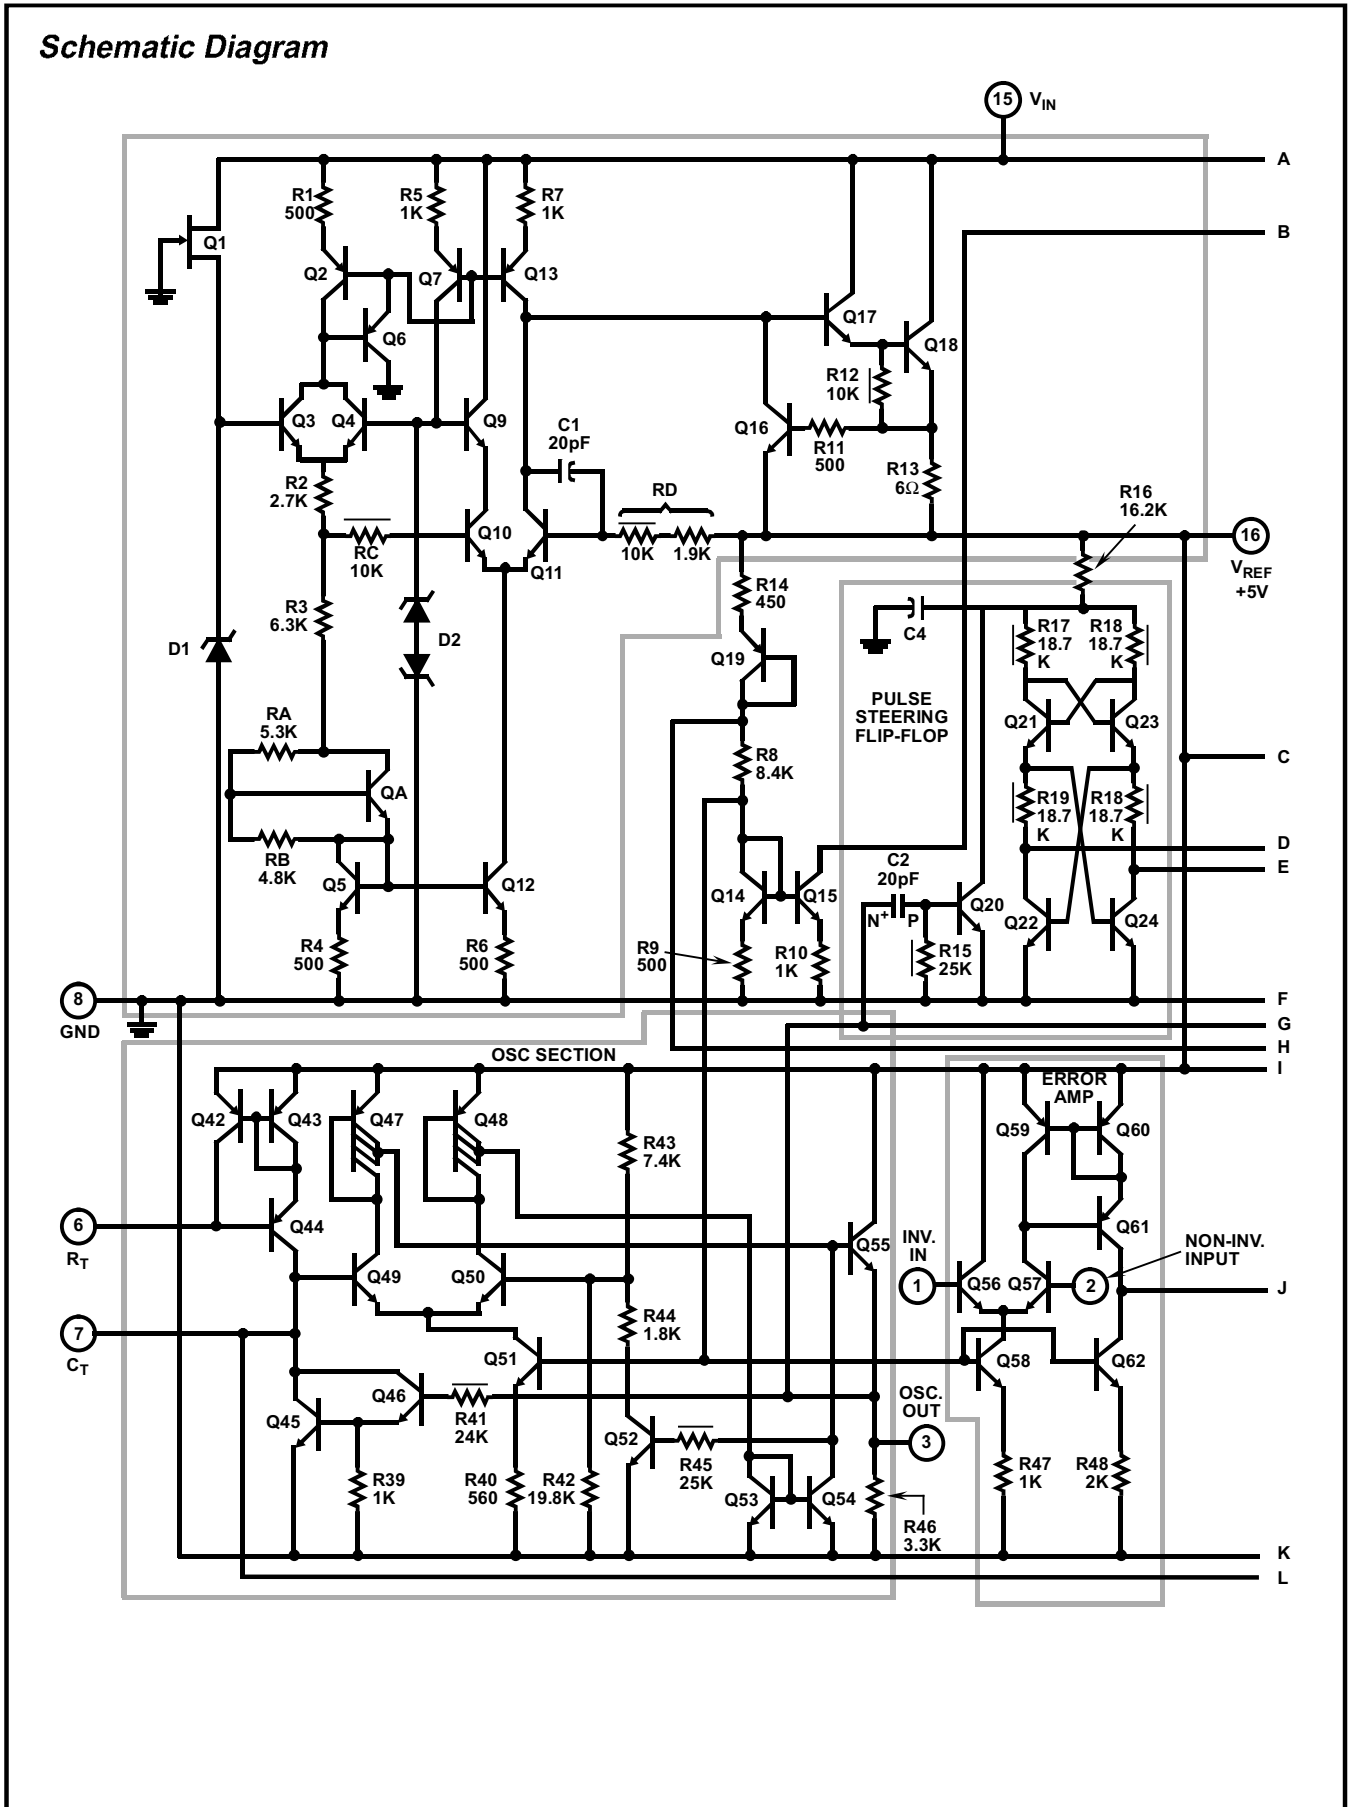 Schematic Diagram
15 VIN
A
R1
500
R5
1K
R7
1K
Q1
B
Q2
Q7
Q13
Q6
Q17
Q18
R12
10K
Q3
Q4
Q9
C1
20pF
Q16
R11
500
R13
6Ω
R2
2.7K
RD
R16
16.2K
RC
10K
Q10
Q11
10K
1.9K
16
VREF
+5V
R14
450
R3
6.3K
D1
D2
C4
R17
18.7
K
R18
18.7
K
Q19
PULSE
STEERING
FLIP-FLOP
RA
5.3K
Q21
Q23
R8
8.4K
C
QA
R19
18.7
K
R18
18.7
K
RB
4.8K
D
C2
20pF
E
Q5
Q12
Q14
Q15
N+
P
Q20
Q22
Q24
R4
500
R6
500
R9
500
R10
1K
R15
25K
8
GND
F
G
H
OSC SECTION
I
ERROR
AMP
Q42
Q43
Q47
Q48
Q59
Q60
R43
7.4K
6
RT
Q44
Q61
Q55
INV.
IN
NON-INV.
INPUT
Q49
Q50
1
Q56
Q57
2
J
R44
1.8K
7
CT
Q51
Q58
Q62
Q46
R41
24K
OSC.
OUT
Q45
Q52
R45
25K
3
R39
1K
R40
560
R42
19.8K
Q53
Q54
R47
1K
R48
2K
R46
3.3K
K
L